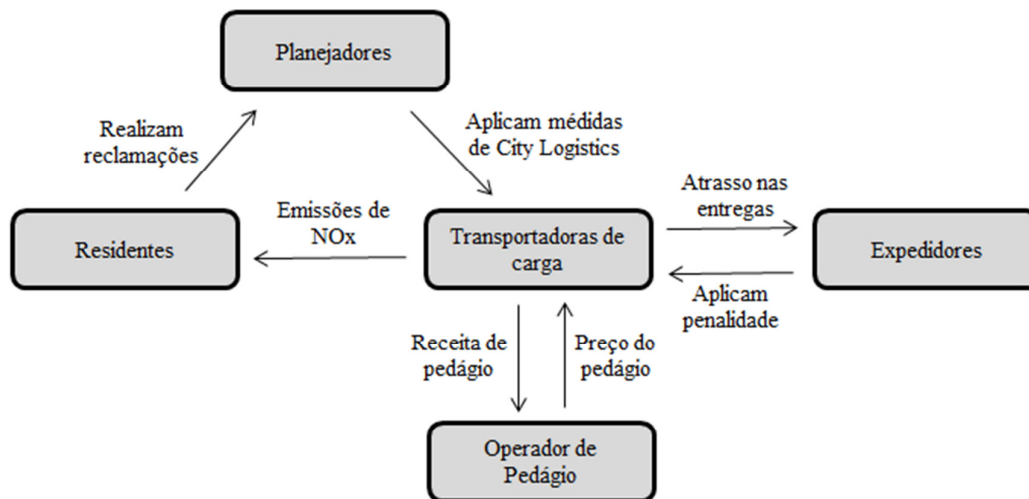 Planejadores
Realizam
reclamações
Aplicam médidas
de City Logistics
Residentes
Emissões de
NOx
Transportadoras de
carga
Atrasso nas
entregas
Expedidores
Aplicam
penalidade
Receita de
pedágio
Preço do
pedágio
Operador de
Pedágio